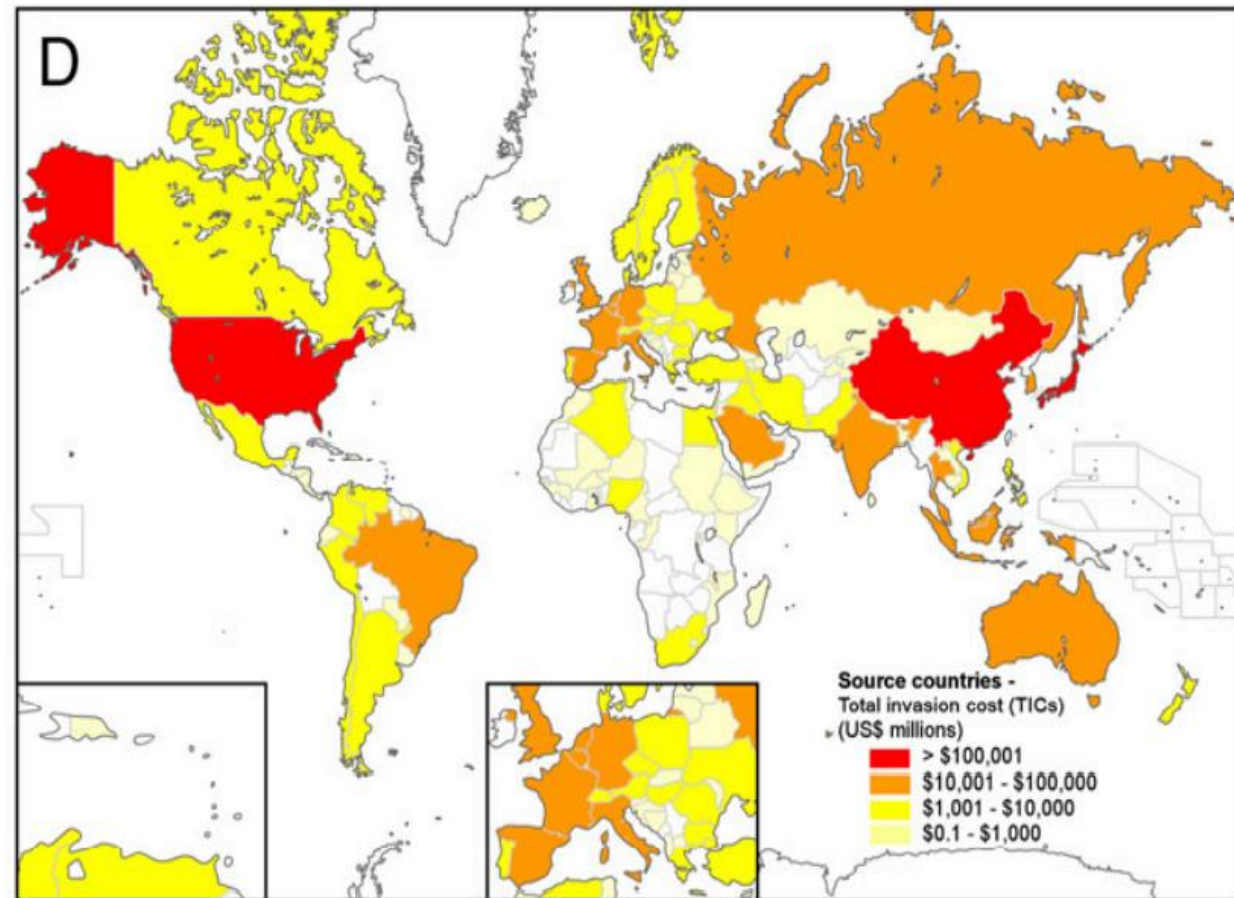 D
Source countries -
Total invasion cost (TICs)
(US$ millions)
> $100,001
$10,001 - $100,000
$1,001 - $10,000
$0.1 - $1,000